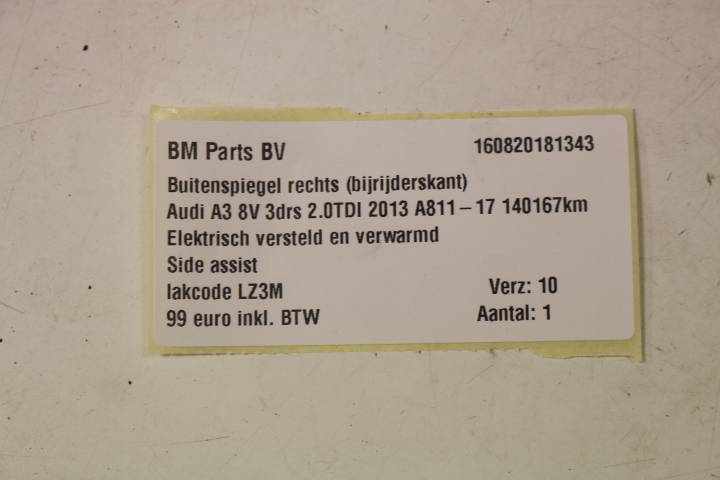 BM Parts BV 160820181343
Buitenspiegel rechts (bijrijderskant)
Audi A3 8V 3drs 2.0TDI 2013 A811-17 140167km
Elektrisch versteld en verwarmd
Side assist
lakcode LZ3M Verz: 10
99 euro inkl. BTW Aantal: 1